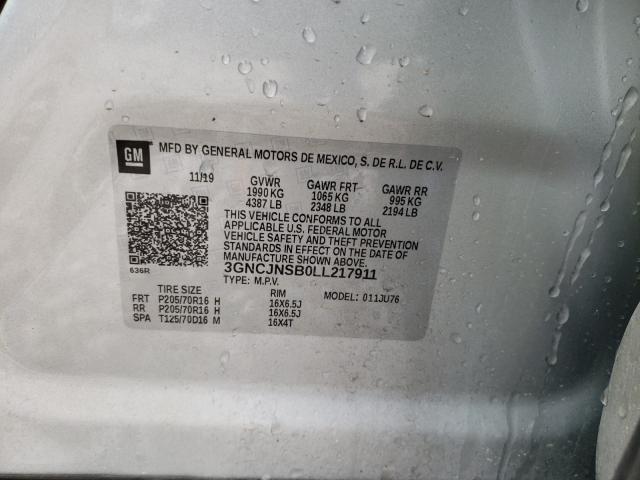 GM
MFD BY GENERAL MOTORS DE MEXICO, S. DE R.L. DE C.V.
11/19 GVWR GAWR FRT GAWR RR
1990 KG 1065 KG 995 KG
4387 LB 2348 LB 2194 LB
THIS VEHICLE CONFORMS TO ALL
APPLICABLE U.S. FEDERAL MOTOR
VEHICLE SAFETY AND THEFT PREVENTION
STANDARDS IN EFFECT ON THE DATE OF
MANUFACTURE SHOWN ABOVE.
636R 3GNCJNSB0LL217911
TYPE: M.P.V. MODEL: 011JU76
TIRE SIZE RIM
FRT P205/70R16 H 16X6.5J
RR P205/70R16 H 16X6.5J
SPA T125/70D16 M 16X4T